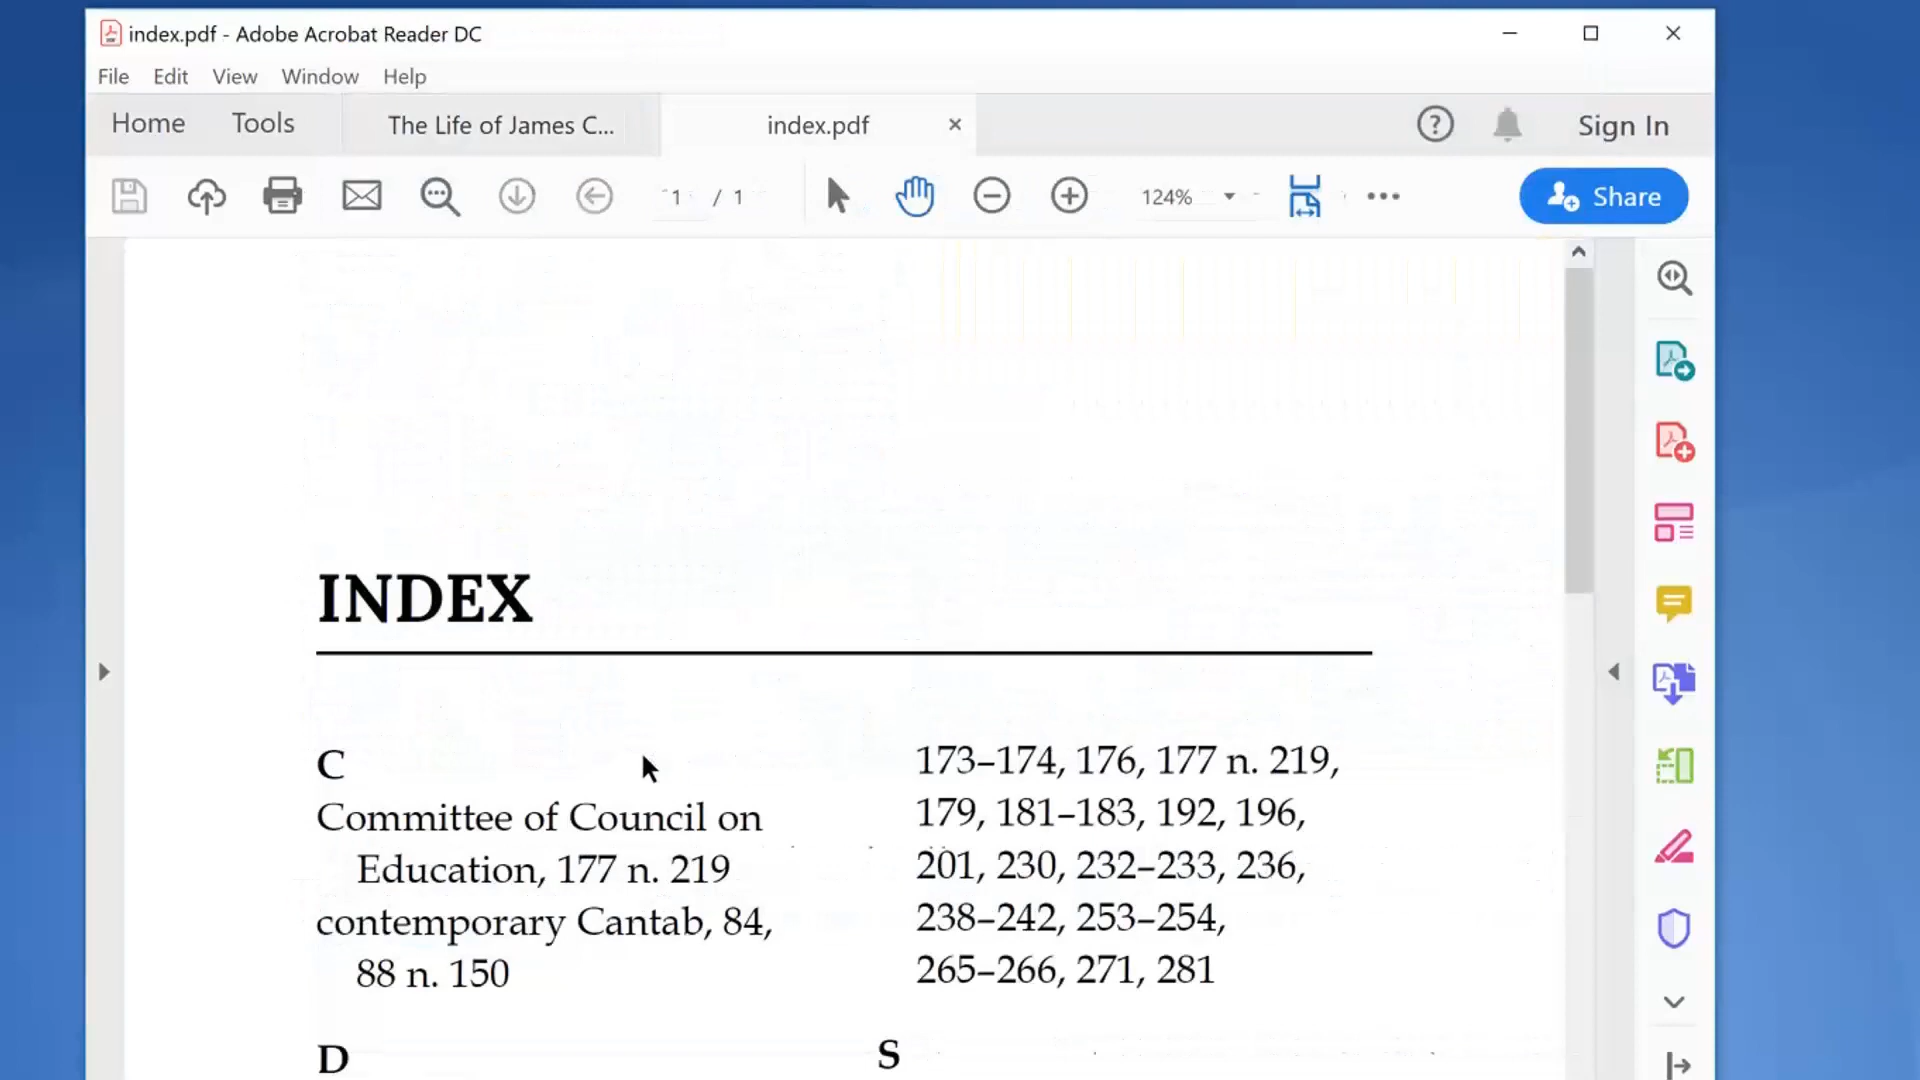 index.pdf - Adobe Acrobat Reader DC
File Edit View Window Help
Home Tools The Life of James C... index.pdf Sign In
1 / 1 124% Share
INDEX
C
Committee of Council on
Education, 177 n. 219
contemporary Cantab, 84,
88 n. 150
D
173–174, 176, 177 n. 219,
179, 181–183, 192, 196,
201, 230, 232–233, 236,
238–242, 253–254,
265–266, 271, 281
S